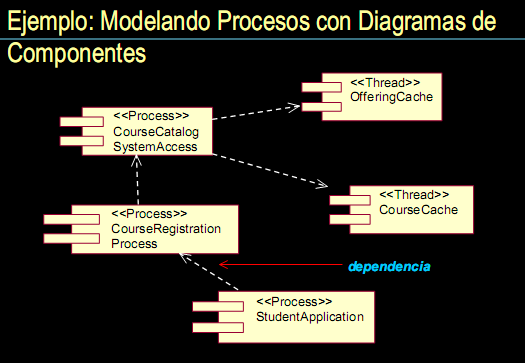 Ejemplo: Modelando Procesos con Diagramas de
Componentes
<<Thread>>
OfferingCache
<<Process>>
CourseCatalog
SystemAccess
<<Thread>>
CourseCache
<<Process>>
CourseRegistration
Process
dependencia
<<Process>>
StudentApplication